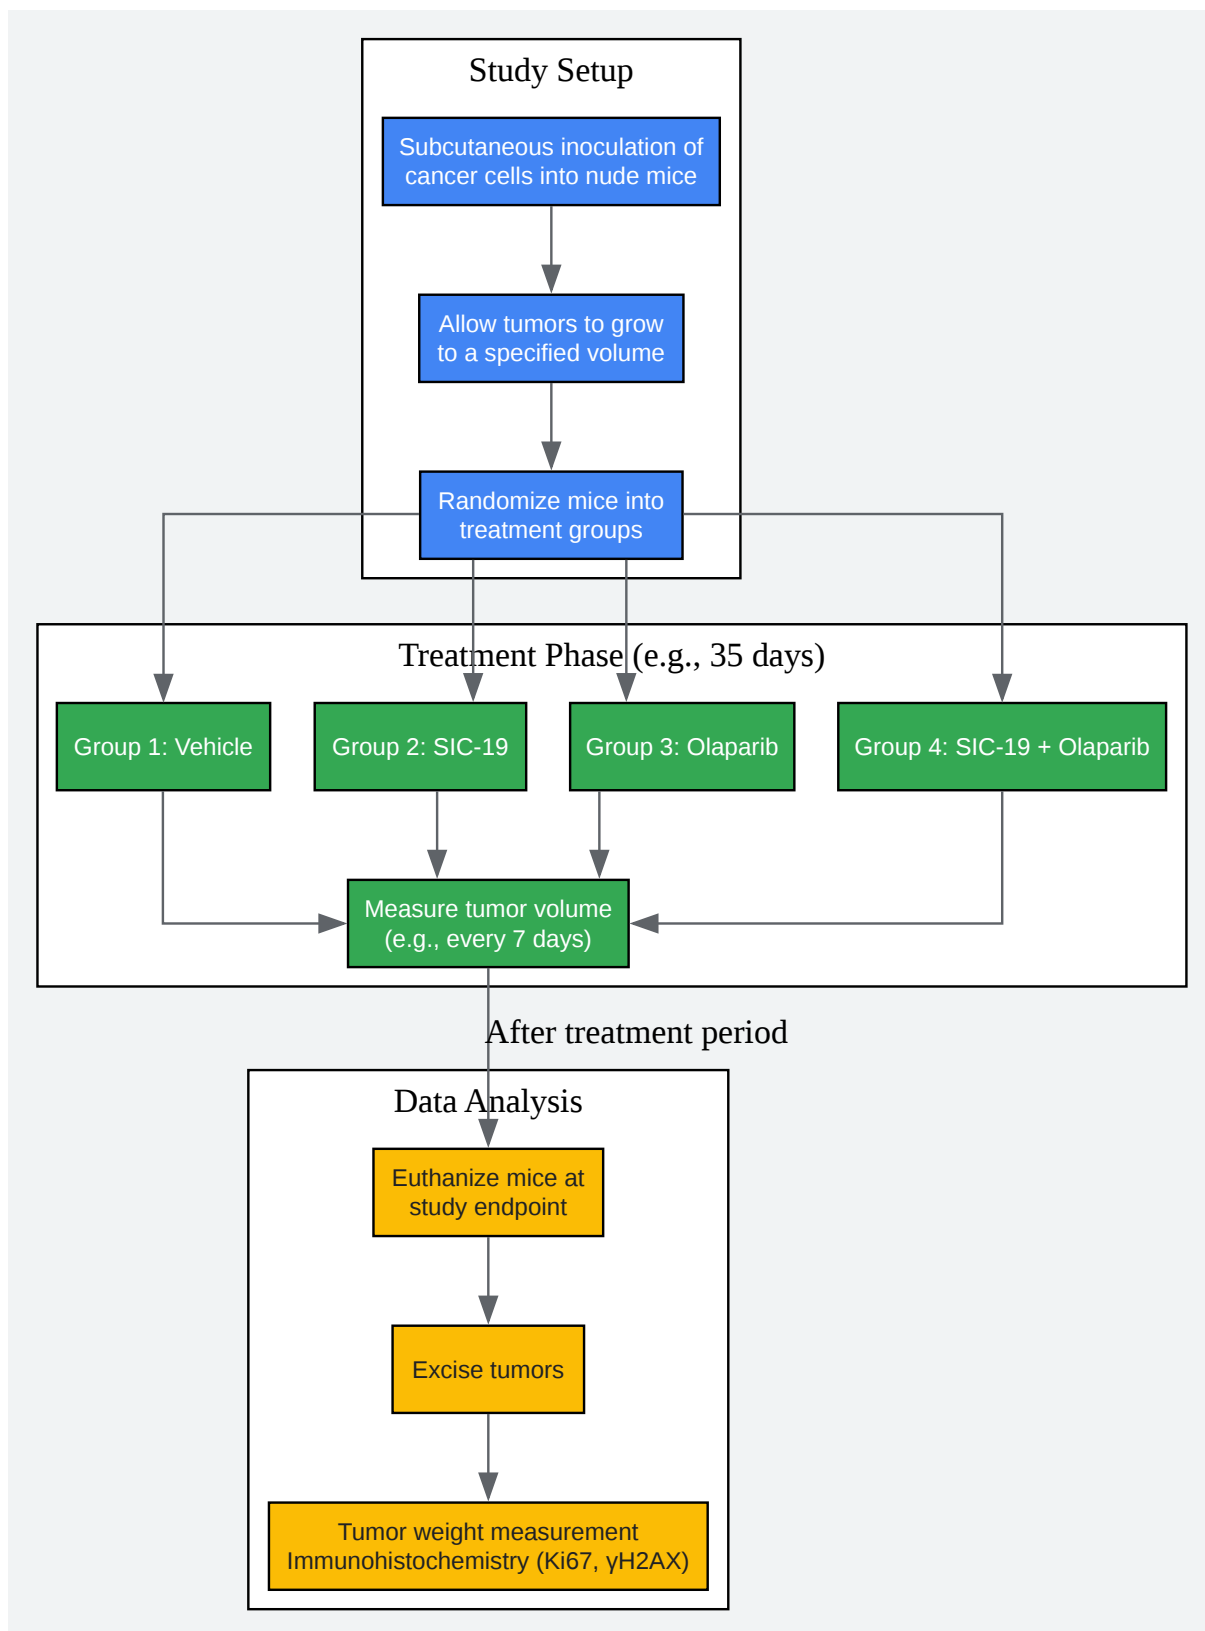 Study Setup
Subcutaneous inoculation of
cancer cells into nude mice
Allow tumors to grow
to a specified volume
Randomize mice into
treatment groups
Treatment Phase (e.g., 35 days)
Group 1: Vehicle
Group 2: SIC-19
Group 3: Olaparib
Group 4: SIC-19 + Olaparib
Measure tumor volume
(e.g., every 7 days)
After treatment period
Data Analysis
Euthanize mice at
study endpoint
Excise tumors
Tumor weight measurement
Immunohistochemistry (Ki67, γH2AX)